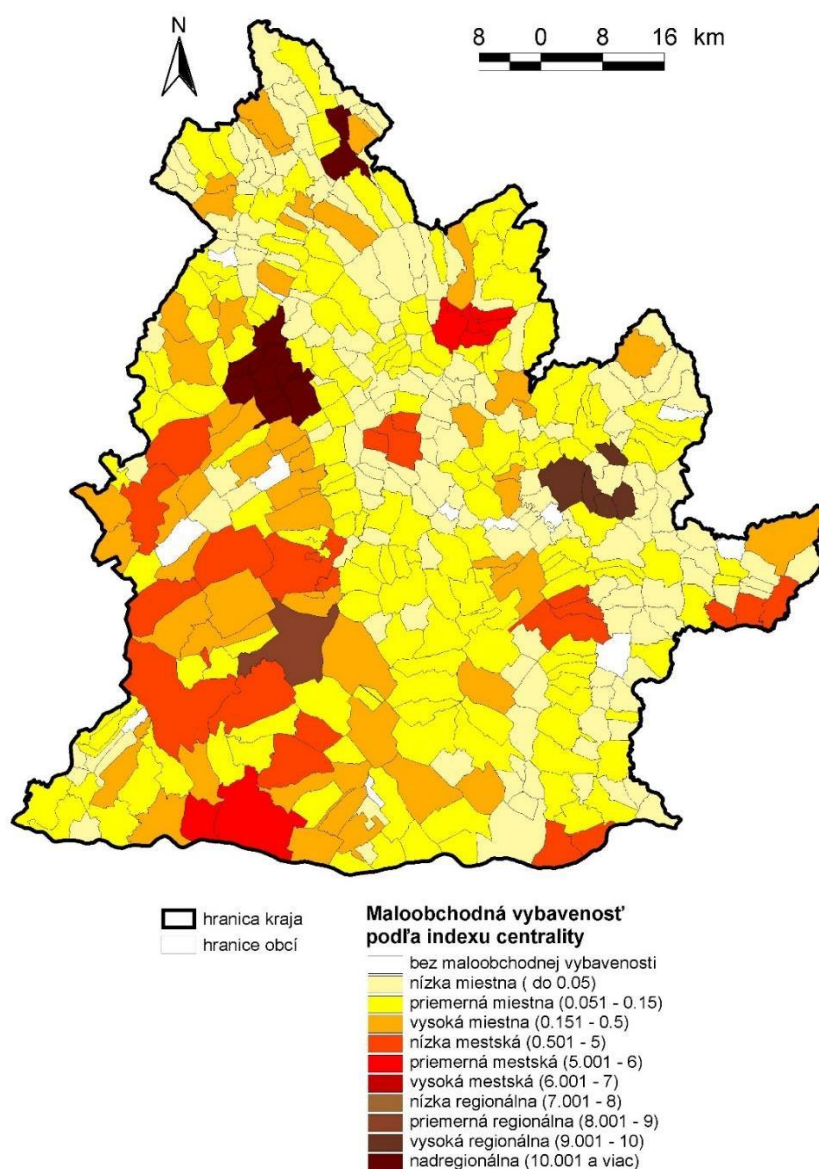 N
8 0 8 16 km
hranica kraja
hranice obcí
Maloobchodná vybavenosť
podľa indexu centrality
bez maloobchodnej vybavenosti
nízka miestna ( do 0.05)
priemerná miestna (0.051 - 0.15)
vysoká miestna (0.151 - 0.5)
nízka mestská (0.501 - 5)
priemerná mestská (5.001 - 6)
vysoká mestská (6.001 - 7)
nízka regionálna (7.001 - 8)
priemerná regionálna (8.001 - 9)
vysoká regionálna (9.001 - 10)
nadregionálna (10.001 a viac)